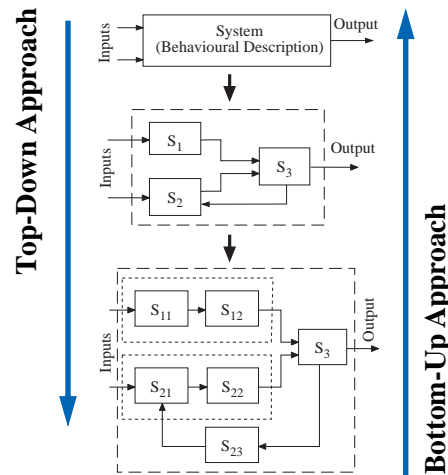 Top-Down Approach
Inputs
System
(Behavioural Description)
Output
Inputs
S1
S2
S3
Output
Inputs
S11
S12
S21
S22
S3
S23
Output
Bottom-Up Approach